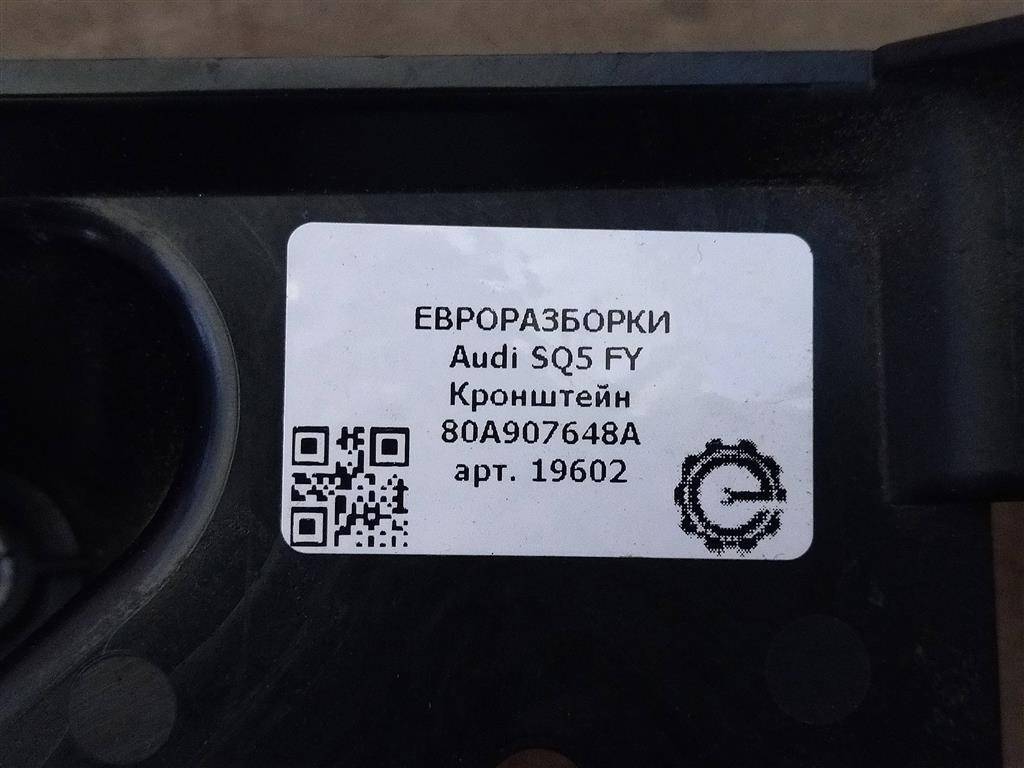 ЕВРОРАЗБОРКИ
Audi SQ5 FY
Кронштейн
80A907648A
арт. 19602